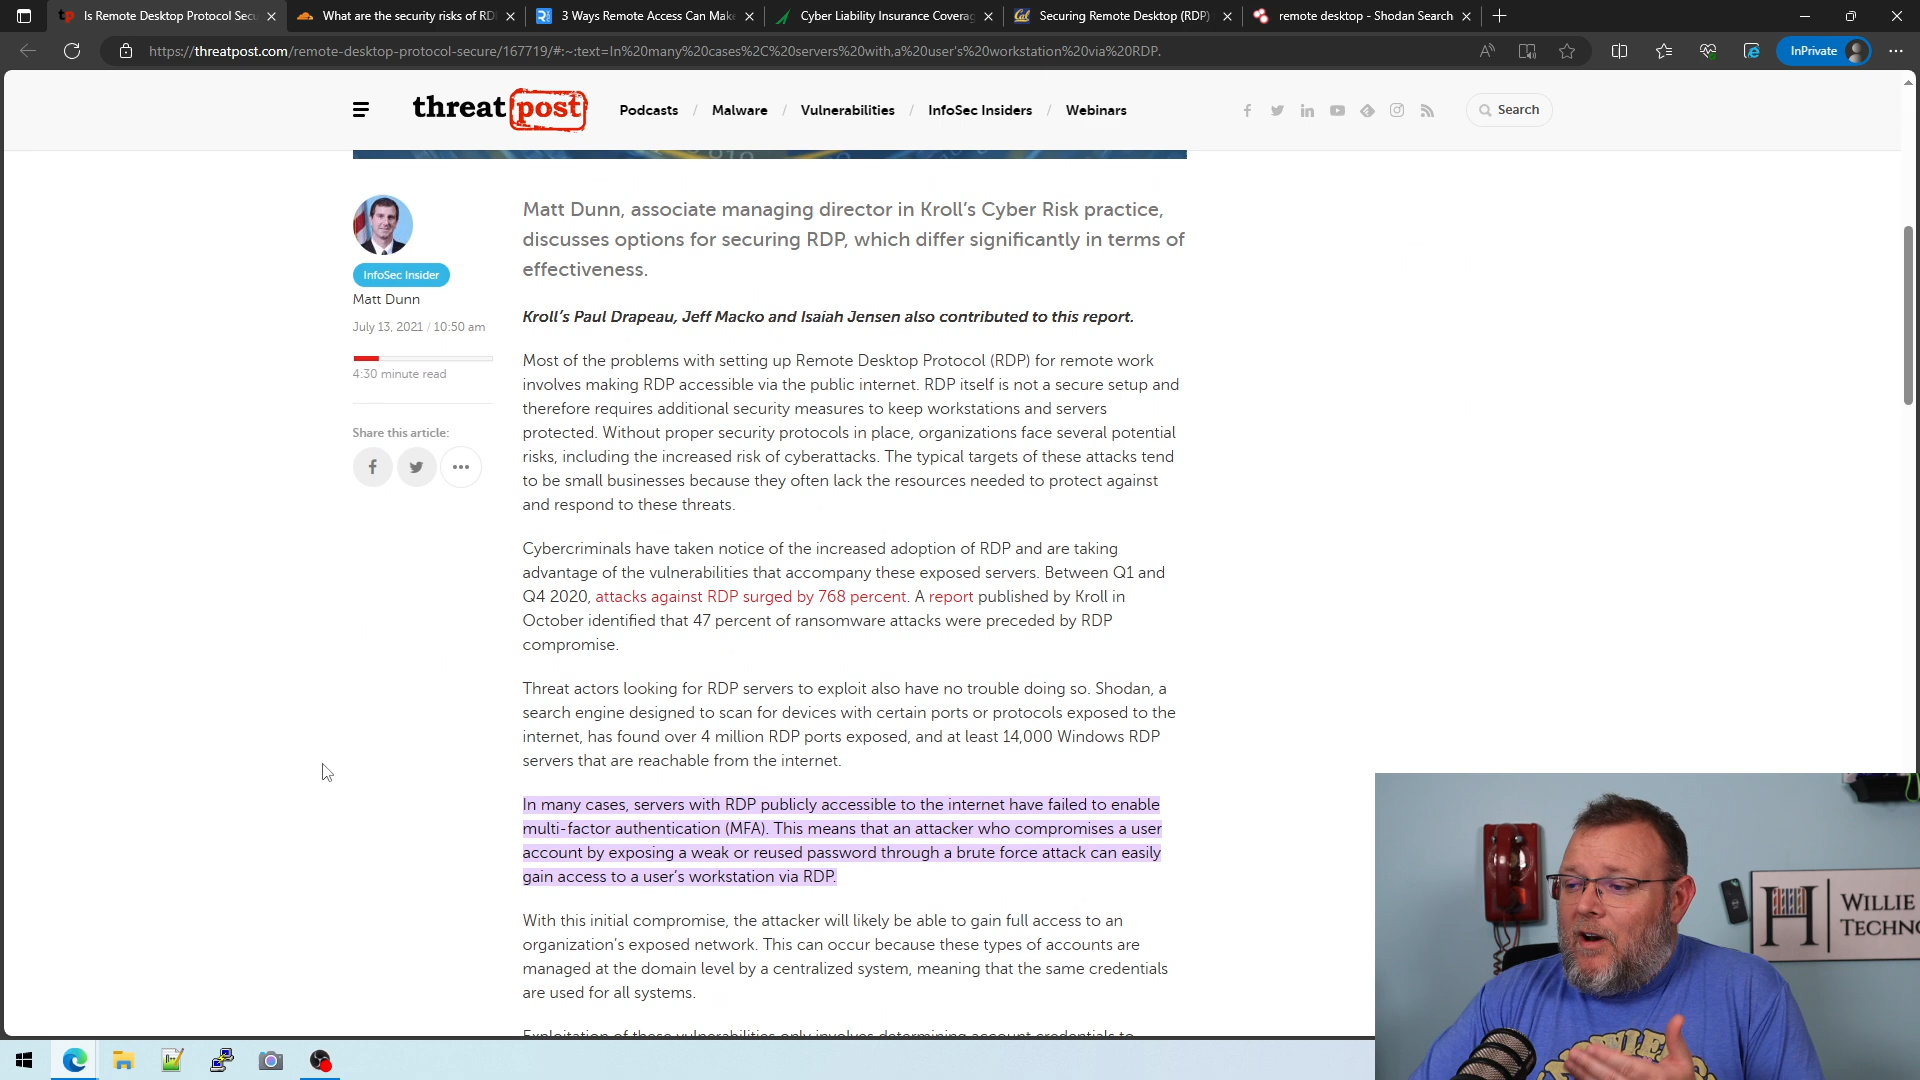 Is Remote Desktop Protocol Secu
What are the security risks of RD
3 Ways Remote Access Can Make
Cyber Liability Insurance Coverag
Securing Remote Desktop (RDP)
remote desktop - Shodan Search
https://threatpost.com/remote-desktop-protocol-secure/167719/#:~:text=In%20many%20cases%2C%20servers%20with,a%20user's%20workstation%20via%20RDP.
InPrivate
threatpost
Podcasts / Malware / Vulnerabilities / InfoSec Insiders / Webinars
Search
InfoSec Insider
Matt Dunn
July 13, 2021 / 10:50 am
4:30 minute read
Share this article:
Matt Dunn, associate managing director in Kroll's Cyber Risk practice,
discusses options for securing RDP, which differ significantly in terms of
effectiveness.
Kroll's Paul Drapeau, Jeff Macko and Isaiah Jensen also contributed to this report.
Most of the problems with setting up Remote Desktop Protocol (RDP) for remote work
involves making RDP accessible via the public internet. RDP itself is not a secure setup and
therefore requires additional security measures to keep workstations and servers
protected. Without proper security protocols in place, organizations face several potential
risks, including the increased risk of cyberattacks. The typical targets of these attacks tend
to be small businesses because they often lack the resources needed to protect against
and respond to these threats.
Cybercriminals have taken notice of the increased adoption of RDP and are taking
advantage of the vulnerabilities that accompany these exposed servers. Between Q1 and
Q4 2020, attacks against RDP surged by 768 percent. A report published by Kroll in
October identified that 47 percent of ransomware attacks were preceded by RDP
compromise.
Threat actors looking for RDP servers to exploit also have no trouble doing so. Shodan, a
search engine designed to scan for devices with certain ports or protocols exposed to the
internet, has found over 4 million RDP ports exposed, and at least 14,000 Windows RDP
servers that are reachable from the internet.
In many cases, servers with RDP publicly accessible to the internet have failed to enable
multi-factor authentication (MFA). This means that an attacker who compromises a user
account by exposing a weak or reused password through a brute force attack can easily
gain access to a user's workstation via RDP.
With this initial compromise, the attacker will likely be able to gain full access to an
organization's exposed network. This can occur because these types of accounts are
managed at the domain level by a centralized system, meaning that the same credentials
are used for all systems.
Exploitation of these vulnerabilities only involves determining account credentials to
WILLIE
TECHNO